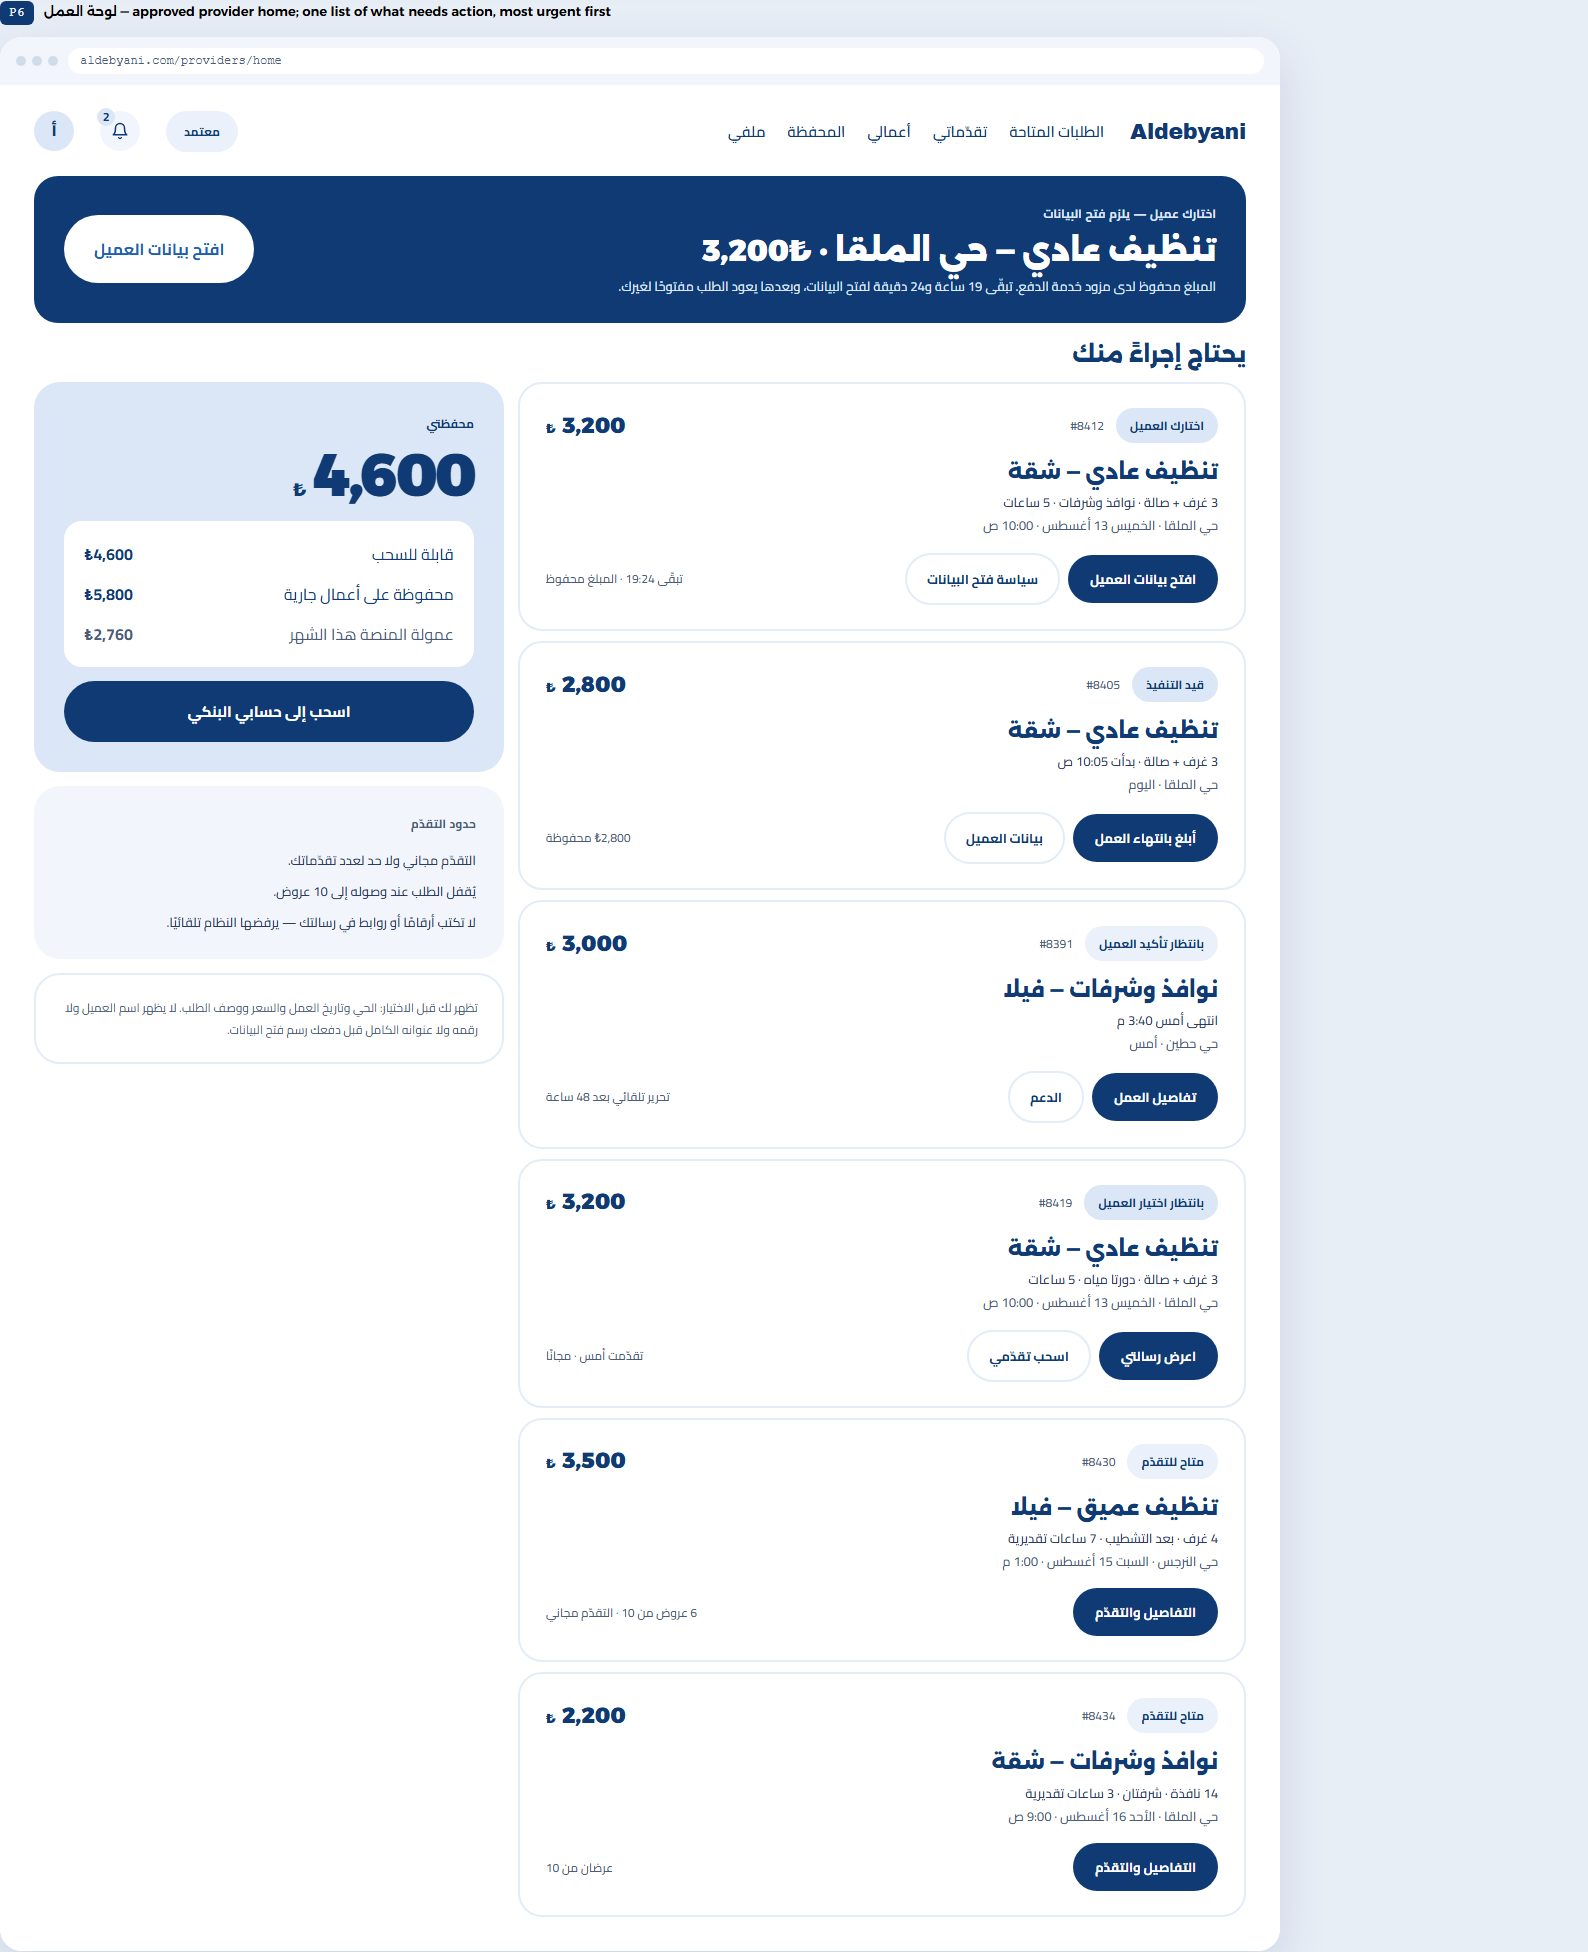 P6 لوحة العمل — approved provider home; one list of what needs action, most urgent first
aldebyani.com/providers/home
Aldebyani
الطلبات المتاحة
تقدّماتي
أعمالي
المحفظة
ملفي
معتمد
2
أ
اختارك عميل — يلزم فتح البيانات
تنظيف عادي – حي الملقا · ₺3,200
المبلغ محفوظ لدى مزود خدمة الدفع. تبقّى 19 ساعة و24 دقيقة لفتح البيانات، وبعدها يعود الطلب مفتوحًا لغيرك.
افتح بيانات العميل
يحتاج إجراءً منك
اختارك العميل
#8412
3,200 ₺
تنظيف عادي – شقة
3 غرف + صالة · نوافذ وشرفات · 5 ساعات
حي الملقا · الخميس 13 أغسطس · 10:00 ص
افتح بيانات العميل
سياسة فتح البيانات
تبقّى 19:24 · المبلغ محفوظ
قيد التنفيذ
#8405
2,800 ₺
تنظيف عادي – شقة
3 غرف + صالة · بدأت 10:05 ص
حي الملقا · اليوم
أبلغ بانتهاء العمل
بيانات العميل
₺2,800 محفوظة
بانتظار تأكيد العميل
#8391
3,000 ₺
نوافذ وشرفات – فيلا
انتهى أمس 3:40 م
حي حطين · أمس
تفاصيل العمل
الدعم
تحرير تلقائي بعد 48 ساعة
بانتظار اختيار العميل
#8419
3,200 ₺
تنظيف عادي – شقة
3 غرف + صالة · دورتا مياه · 5 ساعات
حي الملقا · الخميس 13 أغسطس · 10:00 ص
اعرض رسالتي
اسحب تقدّمي
تقدّمت أمس · مجانًا
متاح للتقدّم
#8430
3,500 ₺
تنظيف عميق – فيلا
4 غرف · بعد التشطيب · 7 ساعات تقديرية
حي النرجس · السبت 15 أغسطس · 1:00 م
التفاصيل والتقدّم
6 عروض من 10 · التقدّم مجاني
متاح للتقدّم
#8434
2,200 ₺
نوافذ وشرفات – شقة
14 نافذة · شرفتان · 3 ساعات تقديرية
حي الملقا · الأحد 16 أغسطس · 9:00 ص
التفاصيل والتقدّم
عرضان من 10
محفظتي
4,600 ₺
قابلة للسحب ₺4,600
محفوظة على أعمال جارية ₺5,800
عمولة المنصة هذا الشهر ₺2,760
اسحب إلى حسابي البنكي
حدود التقدّم
التقدّم مجاني ولا حد لعدد تقدّماتك.
يُقفل الطلب عند وصوله إلى 10 عروض.
لا تكتب أرقامًا أو روابط في رسالتك — يرفضها النظام تلقائيًا.
تظهر لك قبل الاختيار: الحي وتاريخ العمل والسعر ووصف الطلب. لا يظهر اسم العميل ولا
رقمه ولا عنوانه الكامل قبل دفعك رسم فتح البيانات.